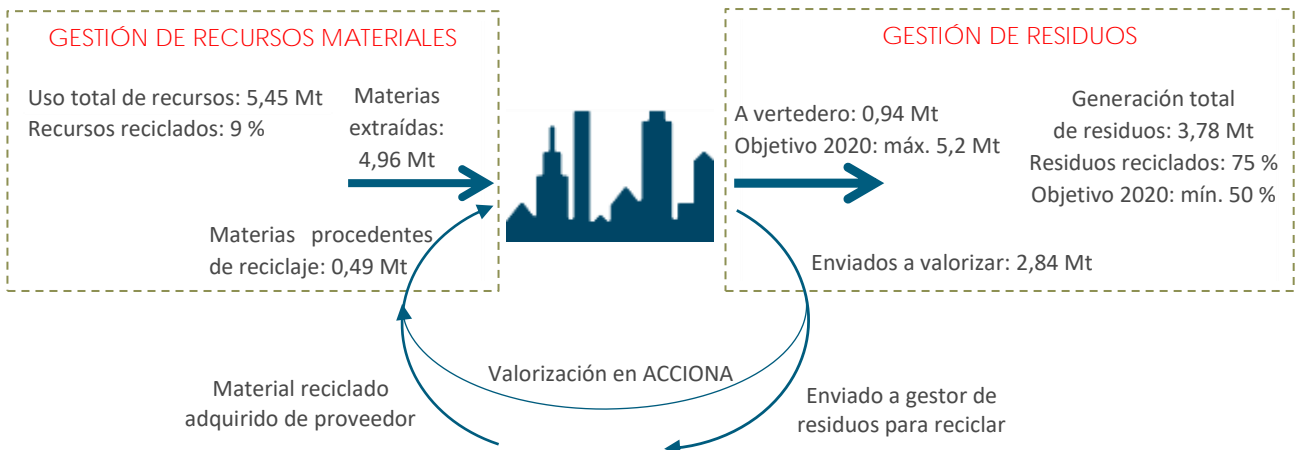 GESTIÓN DE RECURSOS MATERIALES
Uso total de recursos: 5,45 Mt
Recursos reciclados: 9 %
Materias
extraídas:
4,96 Mt
Materias procedentes
de reciclaje: 0,49 Mt
GESTIÓN DE RESIDUOS
A vertedero: 0,94 Mt
Objetivo 2020: máx. 5,2 Mt
Generación total
de residuos: 3,78 Mt
Residuos reciclados: 75 %
Objetivo 2020: mín. 50 %
Enviados a valorizar: 2,84 Mt
Valorización en ACCIONA
Material reciclado
adquirido de proveedor
Enviado a gestor de
residuos para reciclar